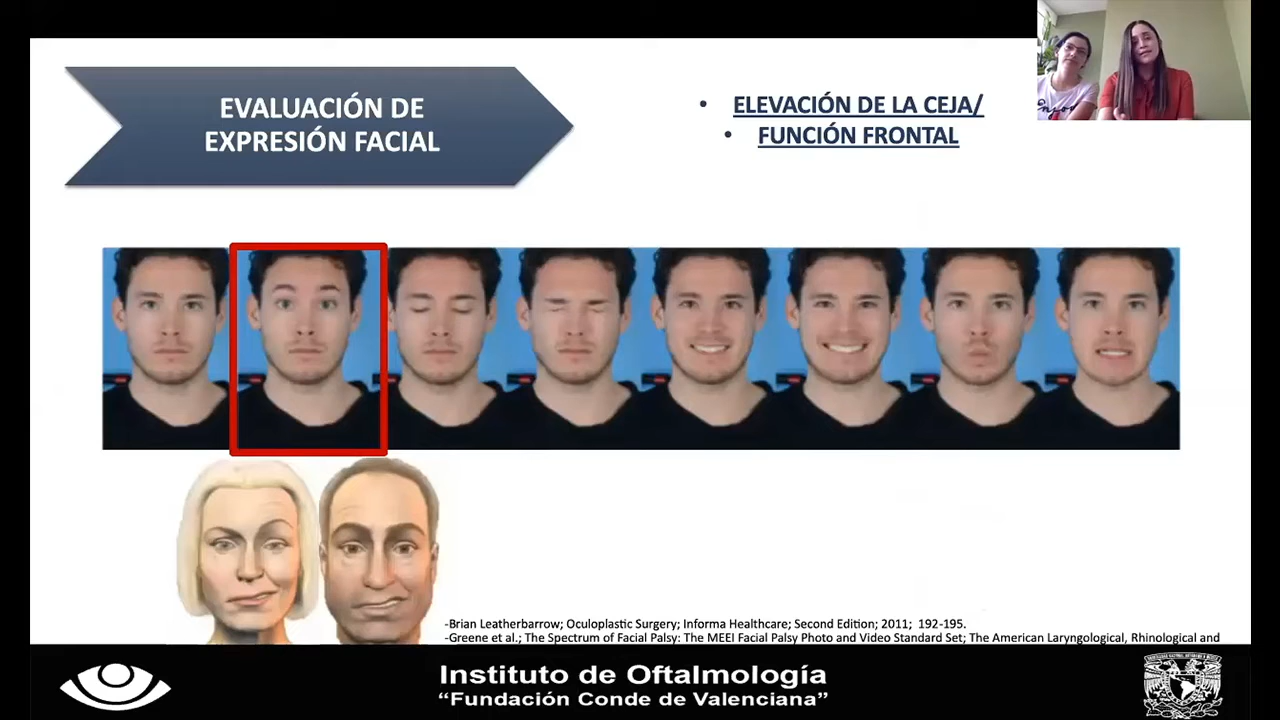 EVALUACIÓN DE
EXPRESIÓN FACIAL
• ELEVACIÓN DE LA CEJA/
• FUNCIÓN FRONTAL
-Brian Leatherbarrow; Oculoplastic Surgery; Informa Healthcare; Second Edition; 2011; 192-195.
-Greene et al.; The Spectrum of Facial Palsy: The MEEI Facial Palsy Photo and Video Standard Set; The American Laryngological, Rhinological and
Instituto de Oftalmología
“Fundación Conde de Valenciana”